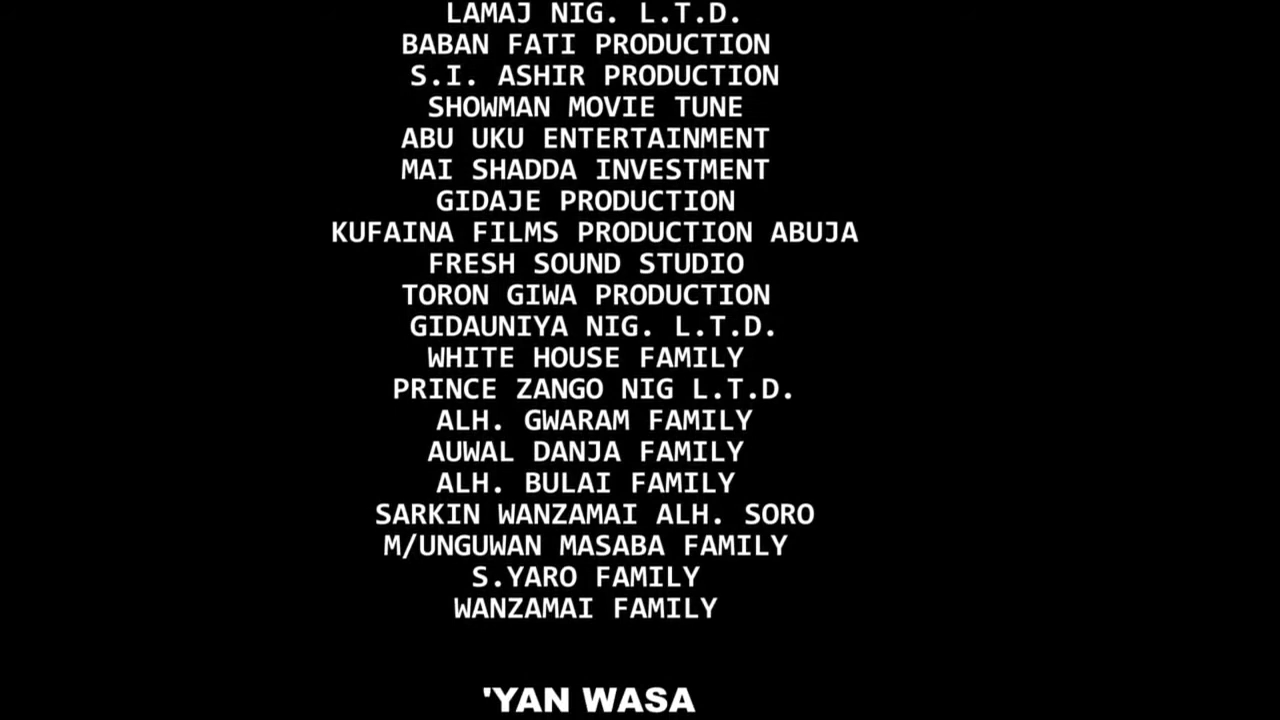 LAMAJ NIG. L.T.D.
BABAN FATI PRODUCTION
S.I. ASHIR PRODUCTION
SHOWMAN MOVIE TUNE
ABU UKU ENTERTAINMENT
MAI SHADDA INVESTMENT
GIDAJE PRODUCTION
KUFAINA FILMS PRODUCTION ABUJA
FRESH SOUND STUDIO
TORON GIWA PRODUCTION
GIDAUNIYA NIG. L.T.D.
WHITE HOUSE FAMILY
PRINCE ZANGO NIG L.T.D.
ALH. GWARAM FAMILY
AUWAL DANJA FAMILY
ALH. BULAI FAMILY
SARKIN WANZAMAI ALH. SORO
M/UNGUWAN MASABA FAMILY
S.YARO FAMILY
WANZAMAI FAMILY
'YAN WASA